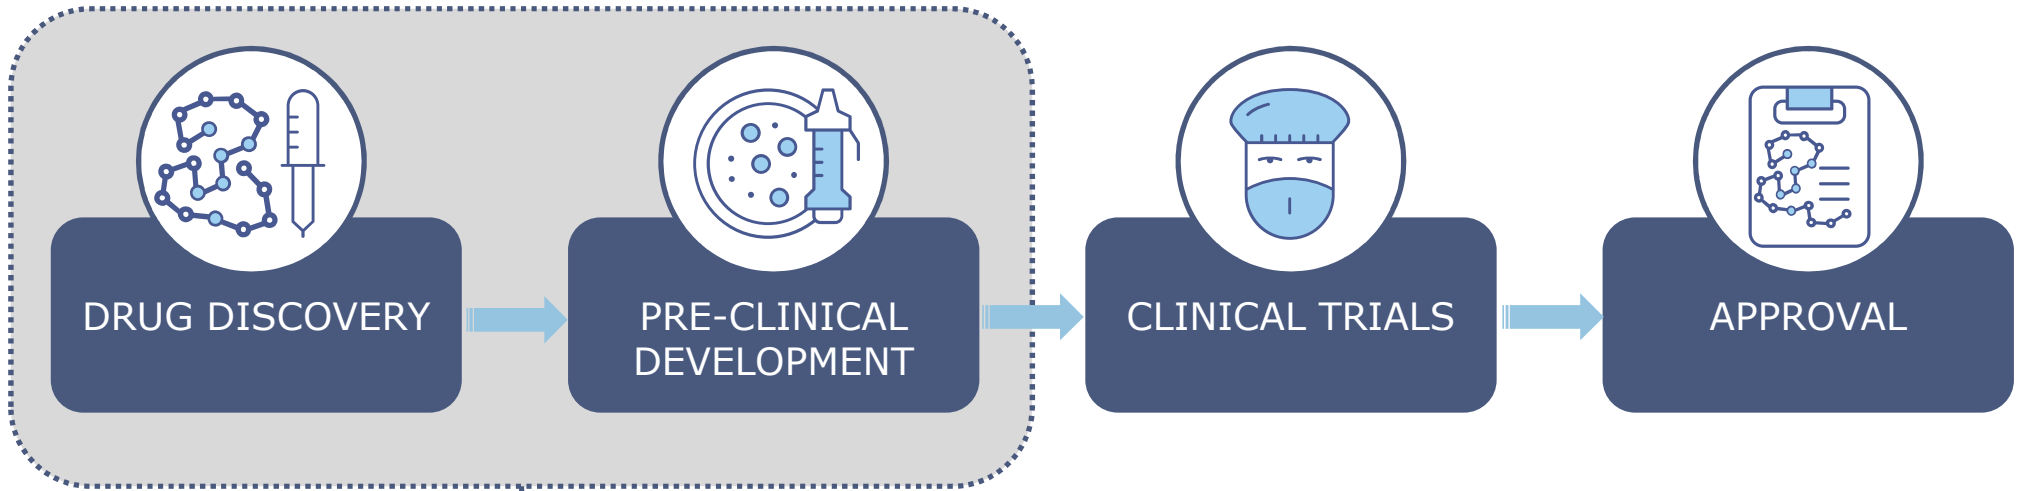 DRUG DISCOVERY
PRE-CLINICAL
DEVELOPMENT
CLINICAL TRIALS
APPROVAL